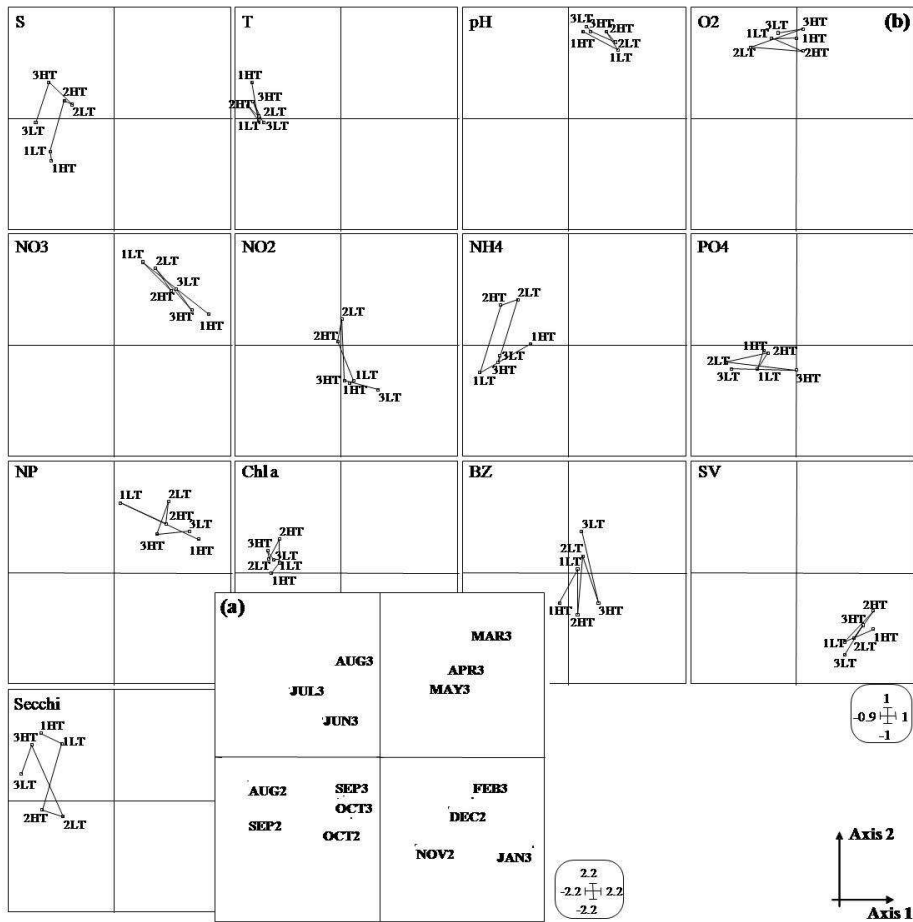 S
3HT
2HT
2LT
3LT
1LT
1HT
T
1HT
3HT
2HT
2LT
1LT
3LT
pH
3LT
3HT
2HT
1HT
2LT
1LT
O2
(b)
3LT
3HT
1LT
1HT
2LT
2HT
NO3
1LT
2LT
3LT
2HT
3HT
1HT
NO2
2LT
2HT
3HT
1LT
1HT
3LT
NH4
2HT
2LT
1HT
3LT
3HT
1LT
PO4
1HT
2HT
2LT
3LT
1LT
3HT
NP
1LT
2LT
2HT
3LT
3HT
1HT
Chl a
2HT
3HT
3LT
2LT
1LT
1HT
BZ
3LT
2LT
1LT
1HT
3HT
2HT
SV
2HT
3HT
1HT
1LT
2LT
3LT
Secchi
1HT
3HT
1LT
3LT
2HT
2LT
(a)
MAR3
AUG3
APR3
JUL3
MAY3
JUN3
AUG2
SEP3
FEB3
OCT3
DEC2
SEP2
OCT2
NOV2
JAN3
1
-0.9
1
-1
2.2
-2.2
2.2
-2.2
Axis 2
Axis 1